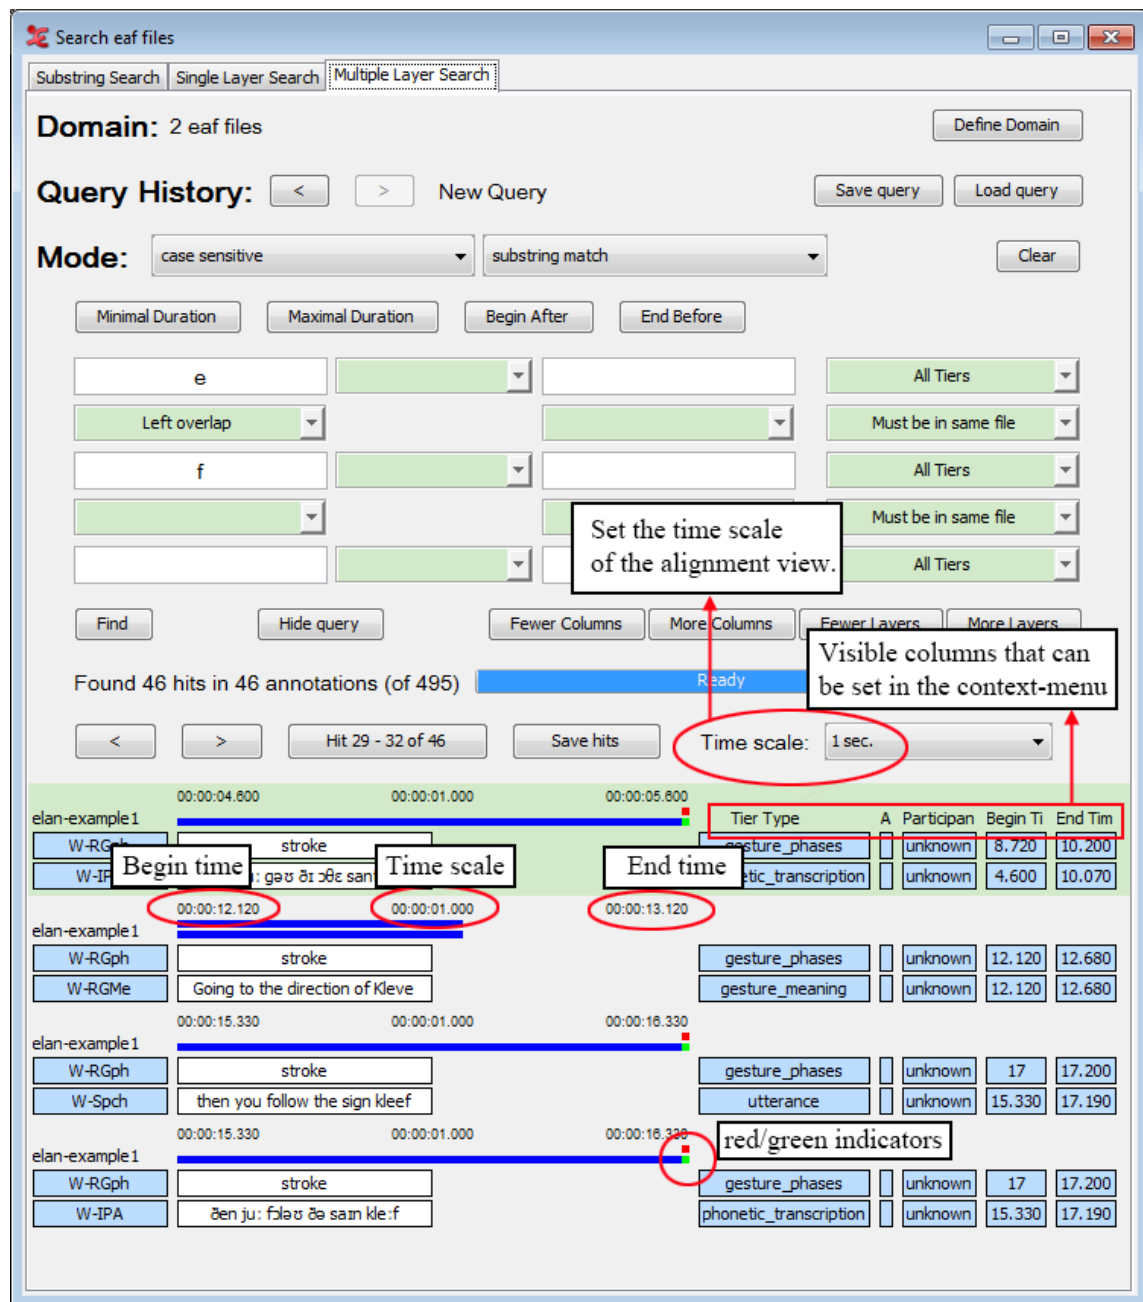 Search eaf files
Substring Search Single Layer Search Multiple Layer Search
Domain: 2 eaf files Define Domain
Query History: < > New Query Save query Load query
Mode: case sensitive substring match Clear
Minimal Duration Maximal Duration Begin After End Before
e All Tiers
Left overlap Must be in same file
f All Tiers
Must be in same file
Set the time scale
of the alignment view.
All Tiers
Find Hide query Fewer Columns More Columns Fewer Layers More Layers
Visible columns that can
be set in the context-menu
Found 46 hits in 46 annotations (of 495) Ready
< > Hit 29 - 32 of 46 Save hits Time scale: 1 sec.
00:00:04.600 00:00:01.000 00:00:05.600
elan-example1 Tier Type A Participan Begin Ti End Tim
W-RGph stroke gesture_phases unknown 8.720 10.200
Begin time Time scale End time
unknown 4.600 10.070
00:00:12.120 00:00:01.000 00:00:13.120
elan-example1
W-RGph stroke gesture_phases unknown 12.120 12.680
W-RGMe Going to the direction of Kleve gesture_meaning unknown 12.120 12.680
00:00:15.330 00:00:01.000 00:00:16.330
elan-example1
W-RGph stroke gesture_phases unknown 17 17.200
W-Spch then you follow the sign kleef utterance unknown 15.330 17.190
00:00:15.330 00:00:01.000 00:00:16.330
red/green indicators
elan-example1
W-RGph stroke gesture_phases unknown 17 17.200
W-IPA ðen ju: fɔləʊ ðə saɪn kle:f phonetic_transcription unknown 15.330 17.190